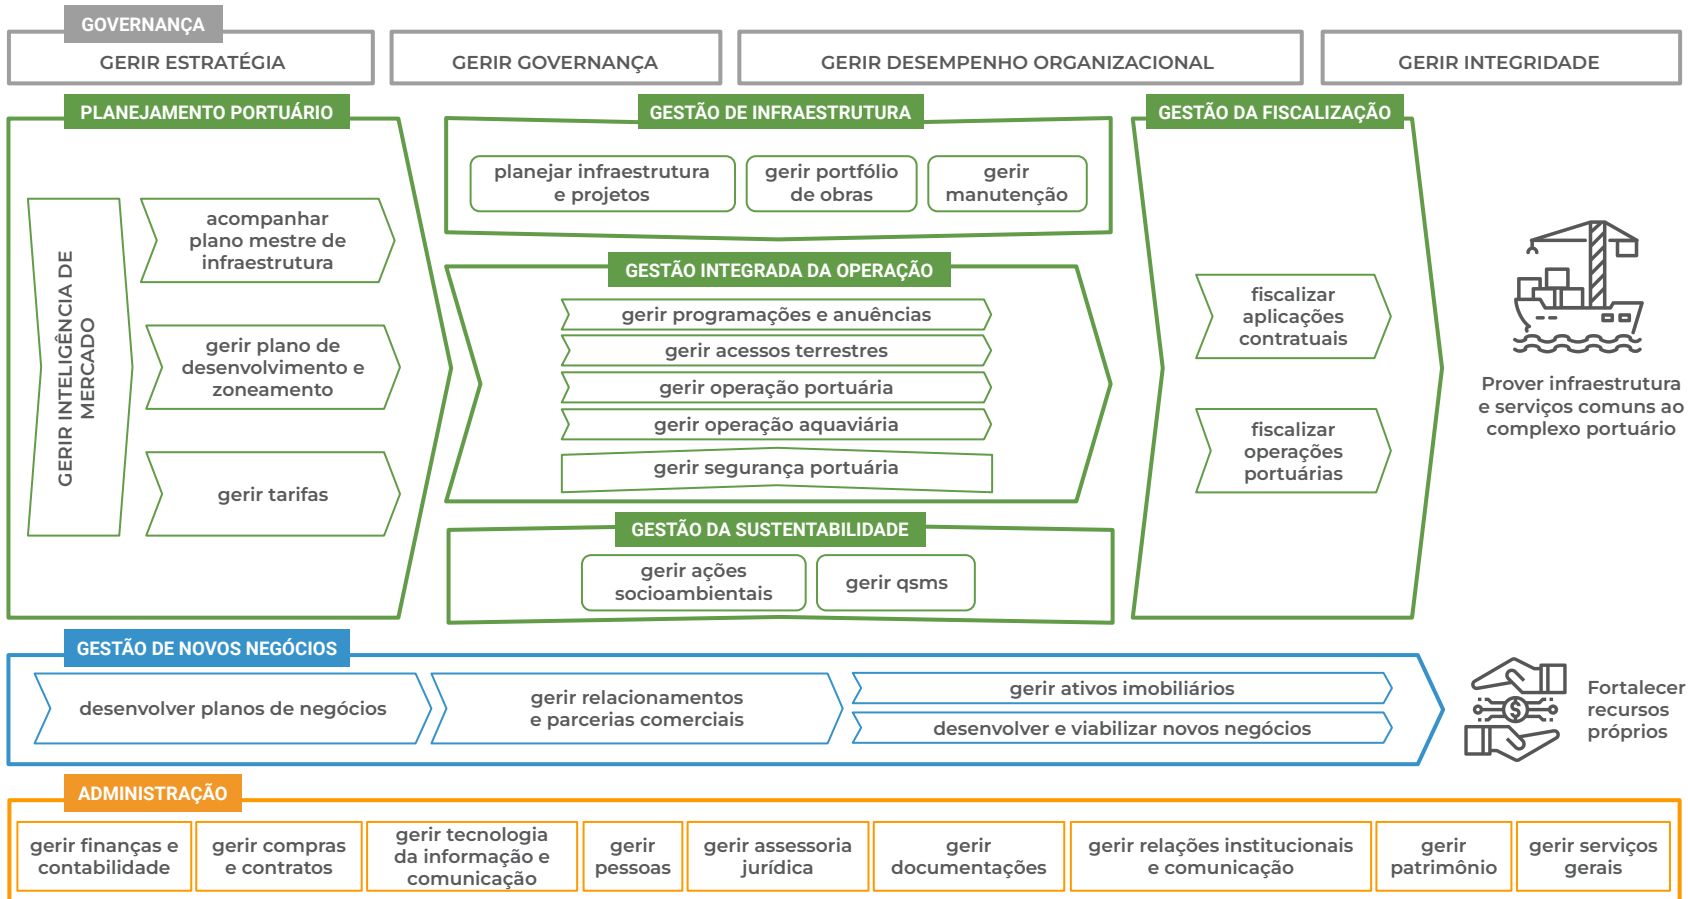 GOVERNANÇA
GERIR ESTRATÉGIA
GERIR GOVERNANÇA
GERIR DESEMPENHO ORGANIZACIONAL
GERIR INTEGRIDADE
PLANEJAMENTO PORTUÁRIO
GERIR INTELIGÊNCIA DE
MERCADO
acompanhar
plano mestre de
infraestrutura
gerir plano de
desenvolvimento e
zoneamento
gerir tarifas
GESTÃO DE INFRAESTRUTURA
planejar infraestrutura
e projetos
gerir portfólio
de obras
gerir
manutenção
GESTÃO INTEGRADA DA OPERAÇÃO
gerir programações e anuências
gerir acessos terrestres
gerir operação portuária
gerir operação aquaviária
gerir segurança portuária
GESTÃO DA SUSTENTABILIDADE
gerir ações
socioambientais
gerir qsms
GESTÃO DA FISCALIZAÇÃO
fiscalizar
aplicações
contratuais
fiscalizar
operações
portuárias
Prover infraestrutura
e serviços comuns ao
complexo portuário
GESTÃO DE NOVOS NEGÓCIOS
desenvolver planos de negócios
gerir relacionamentos
e parcerias comerciais
gerir ativos imobiliários
desenvolver e viabilizar novos negócios
$
Fortalecer
recursos
próprios
ADMINISTRAÇÃO
gerir finanças e
contabilidade
gerir compras
e contratos
gerir tecnologia
da informação e
comunicação
gerir
pessoas
gerir assessoria
jurídica
gerir
documentações
gerir relações institucionais
e comunicação
gerir
patrimônio
gerir serviços
gerais